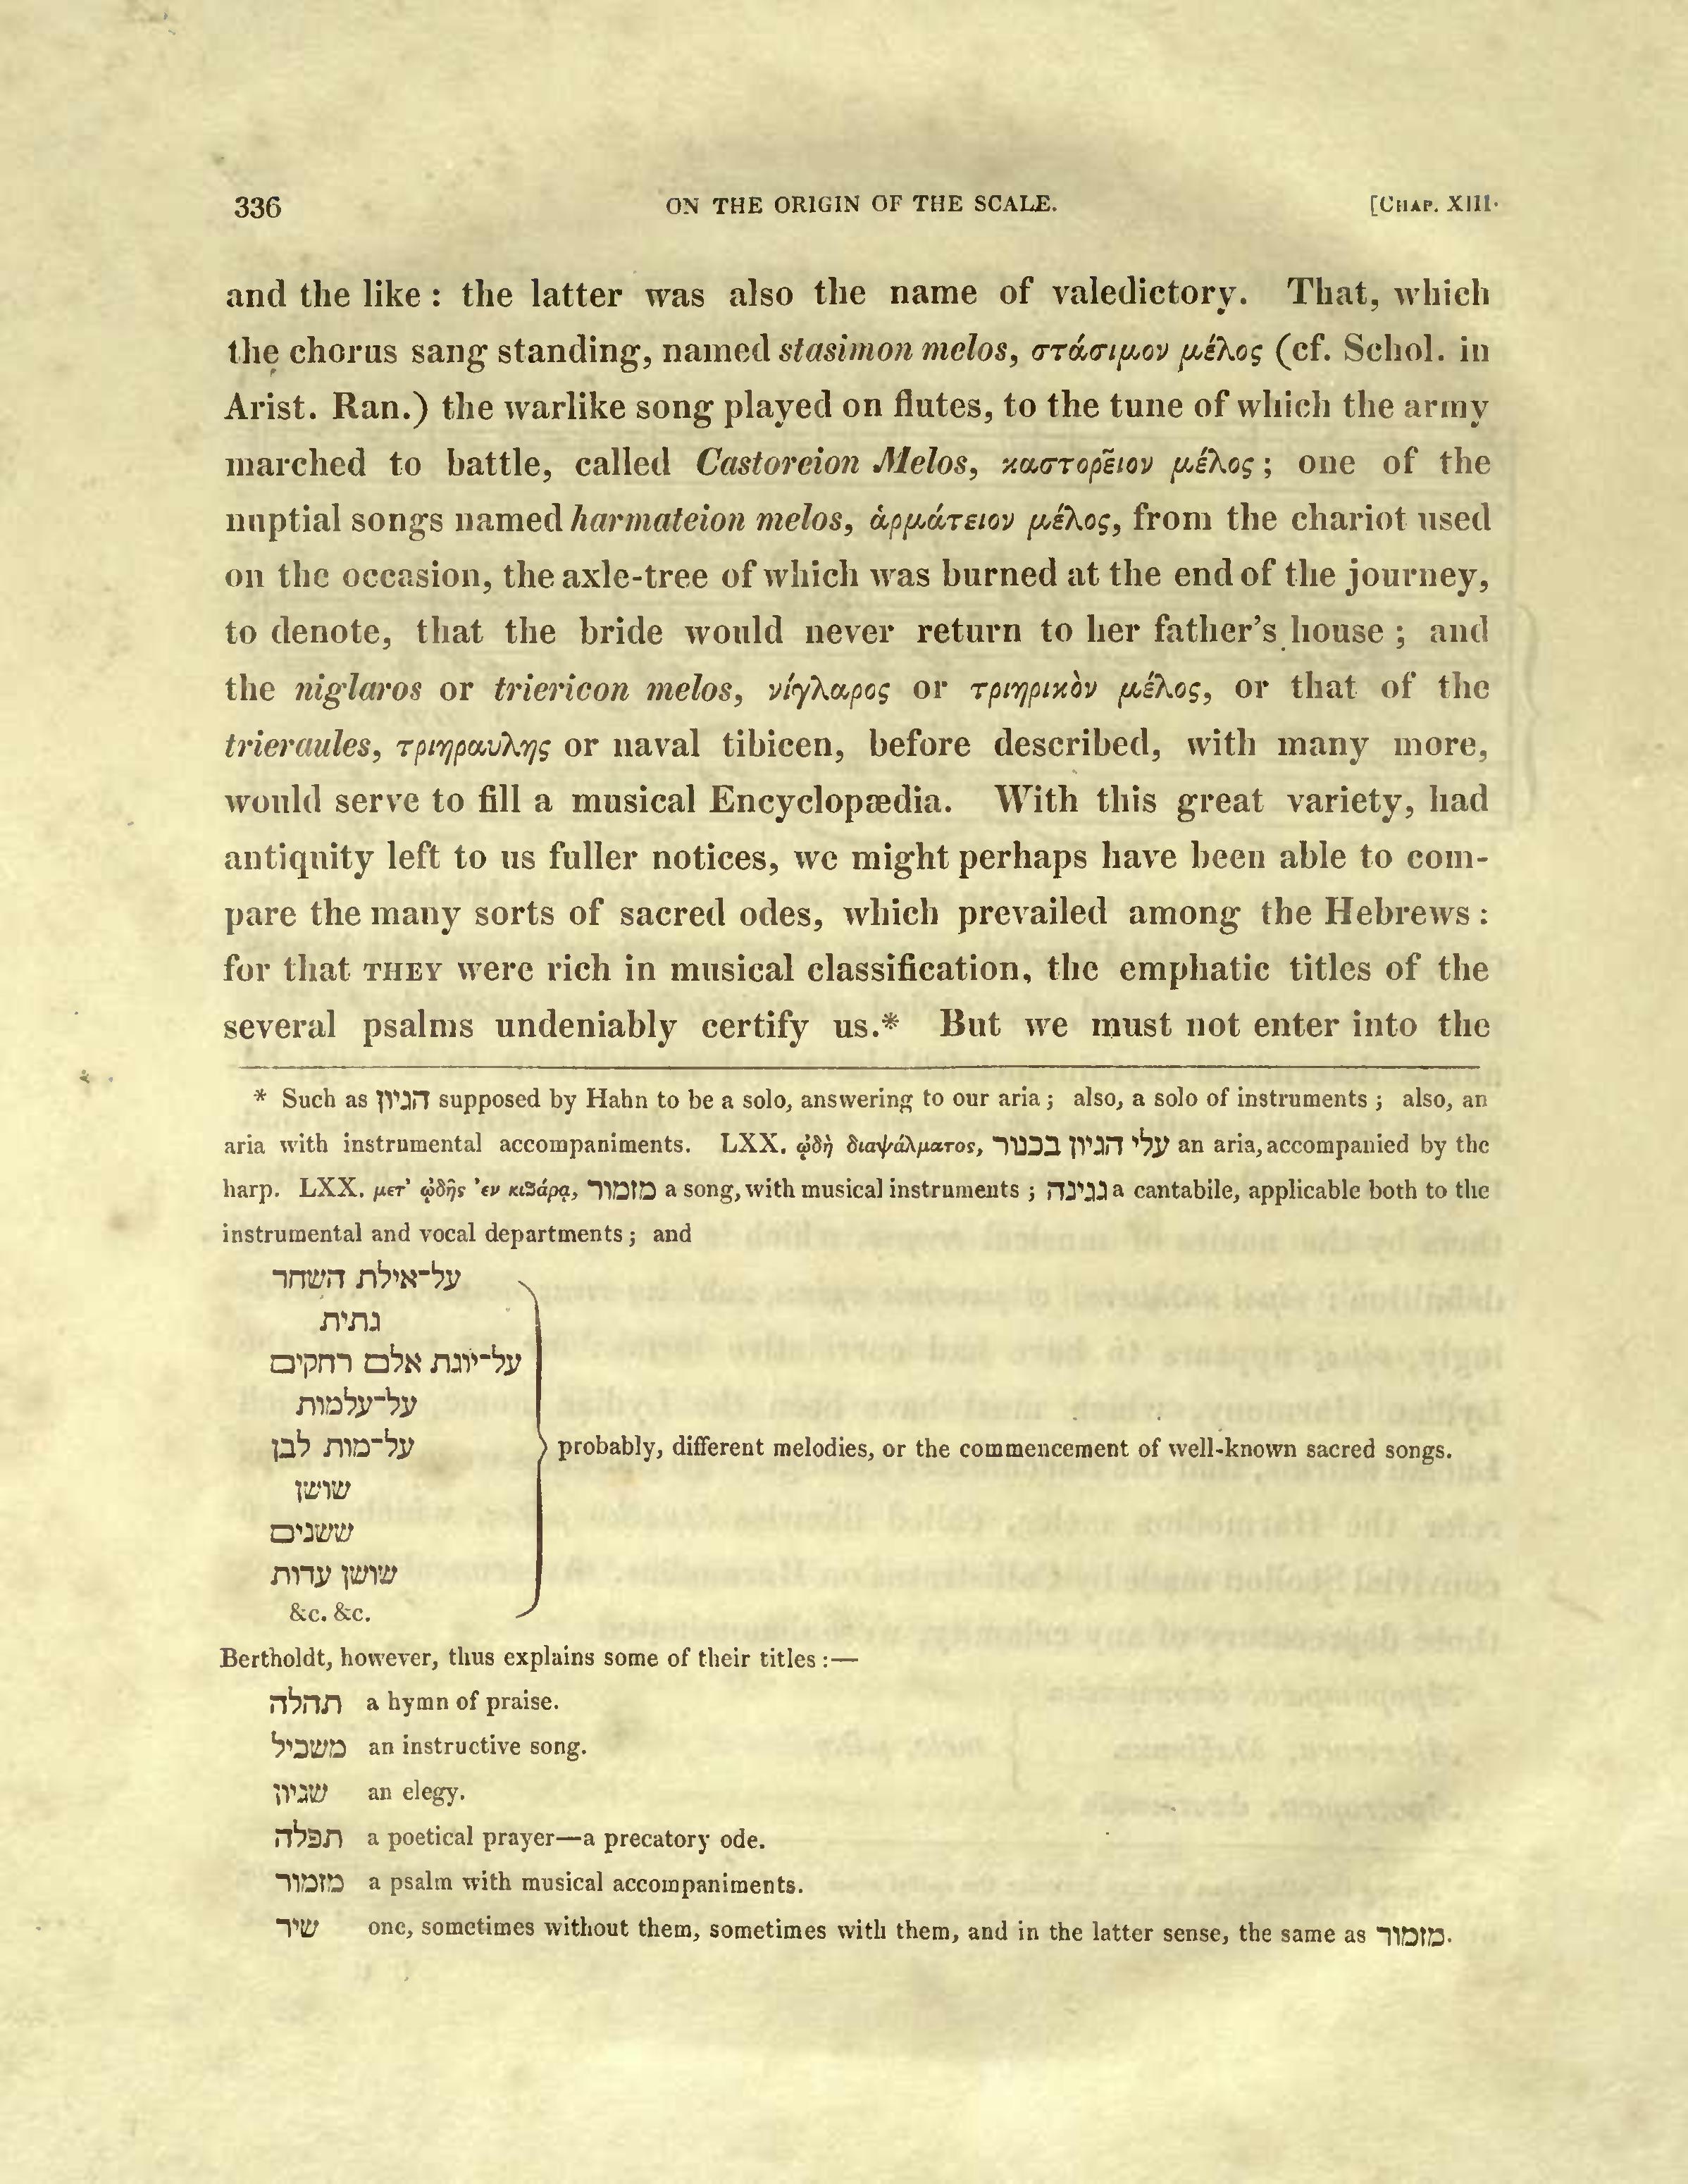 336 ON THE ORIGIN OF THE SCALE. [CHAP. XIII.
and the like : the latter was also the name of valedictory. That, which
the chorus sang standing, named stasimon melos, στάσιμον μέλος (cf. Schol. in
Arist. Ran.) the warlike song played on flutes, to the tune of which the army
marched to battle, called Castoreion Melos, καστορεῖον μέλος ; one of the
nuptial songs named harmateion melos, ἁρμάτειον μέλος, from the chariot used
on the occasion, the axle-tree of which was burned at the end of the journey,
to denote, that the bride would never return to her father's house ; and
the niglaros or triericon melos, νίγλαρος or τριηρικὸν μέλος, or that of the
trieraules, τριηραυλης or naval tibicen, before described, with many more,
would serve to fill a musical Encyclopædia. With this great variety, had
antiquity left to us fuller notices, we might perhaps have been able to com-
pare the many sorts of sacred odes, which prevailed among the Hebrews :
for that THEY were rich in musical classification, the emphatic titles of the
several psalms undeniably certify us.* But we must not enter into the
* Such as הגיון supposed by Hahn to be a solo, answering to our aria ; also, a solo of instruments ; also, an
aria with instrumental accompaniments. LXX. ᾠδὴ διαψάλματος, עלי הגיון בכנור an aria, accompanied by the
harp. LXX. μετ' ᾠδῆς 'εν κιϑάρᾳ, מזמור a song, with musical instruments ; נגינה a cantabile, applicable both to the
instrumental and vocal departments ; and
על־אילת השחר
גתית
על־יונת אלם רחקים
על־עלמות
על־מות לבן
שושן
ששנים
שושן עדות
&c. &c.
probably, different melodies, or the commencement of well-known sacred songs.
Bertholdt, however, thus explains some of their titles :—
תהלה a hymn of praise.
משכיל an instructive song.
שגיון an elegy.
תפלה a poetical prayer—a precatory ode.
מזמור a psalm with musical accompaniments.
שיר one, sometimes without them, sometimes with them, and in the latter sense, the same as מזמור.